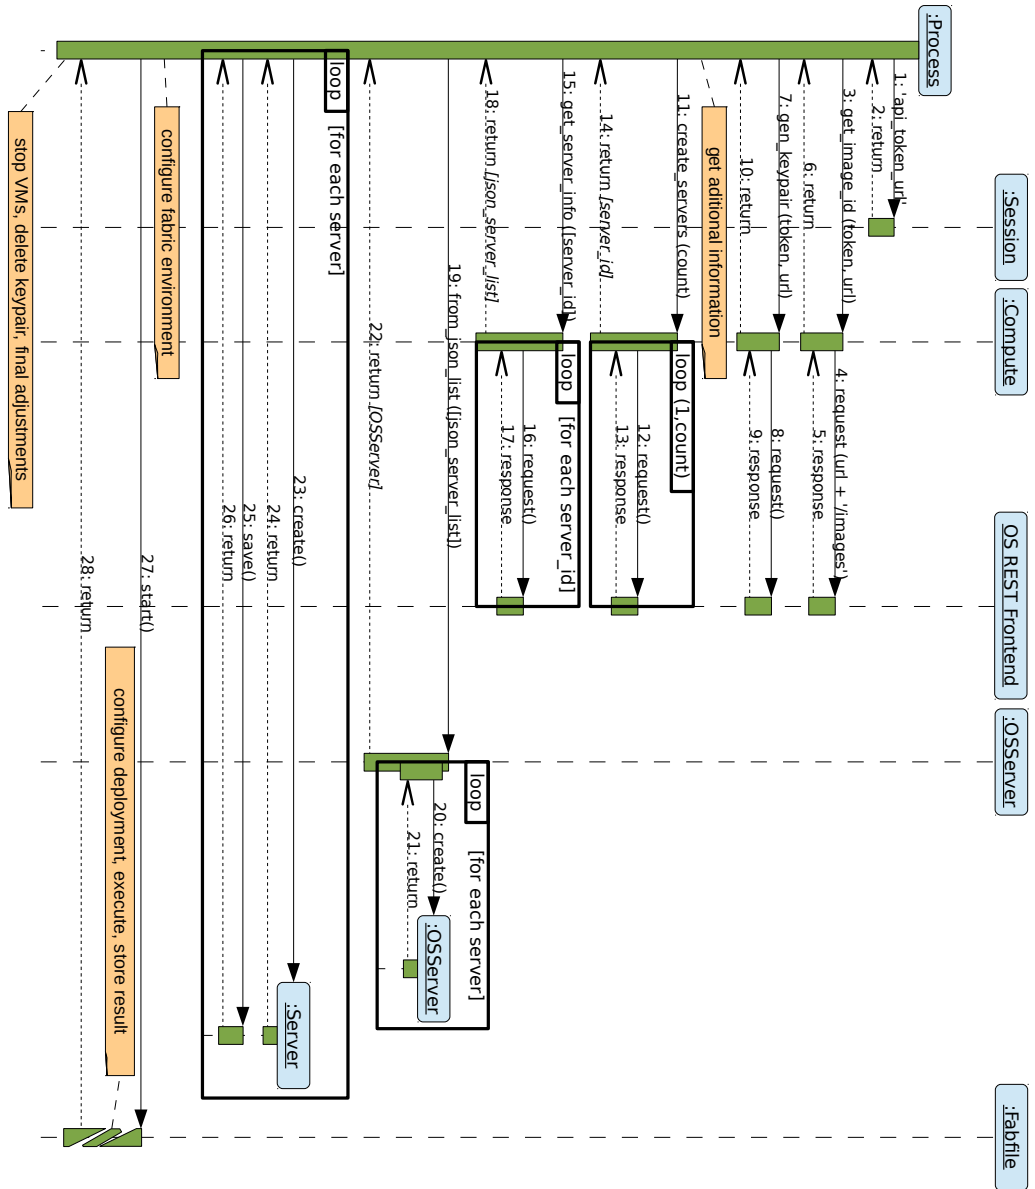 :Process
:Session
:Compute
OS REST Frontend
:OSServer
:Fabfile
1: 'api_token_url'
2: return
3: get_image_id (token, url)
4: request (url + '/images')
5: response
6: return
7: gen_keypair (token, url)
8: request()
9: response
10: return
get aditional information
11: create_servers (count)
loop (1,count)
12: request()
13: response
14: return [server_id]
15: get_server_info ([server_id])
loop
[for each server_id]
16: request()
17: response
18: return [json_server_list]
19: from_json_list ([json_server_list])
loop
[for each server]
20: create()
:OSServer
21: return
22: return [OSServer]
loop
[for each server]
23: create()
:Server
24: return
25: save()
26: return
configure fabric environment
27: start()
configure deployment, execute, store result
28: return
stop VMs, delete keypair, final adjustments